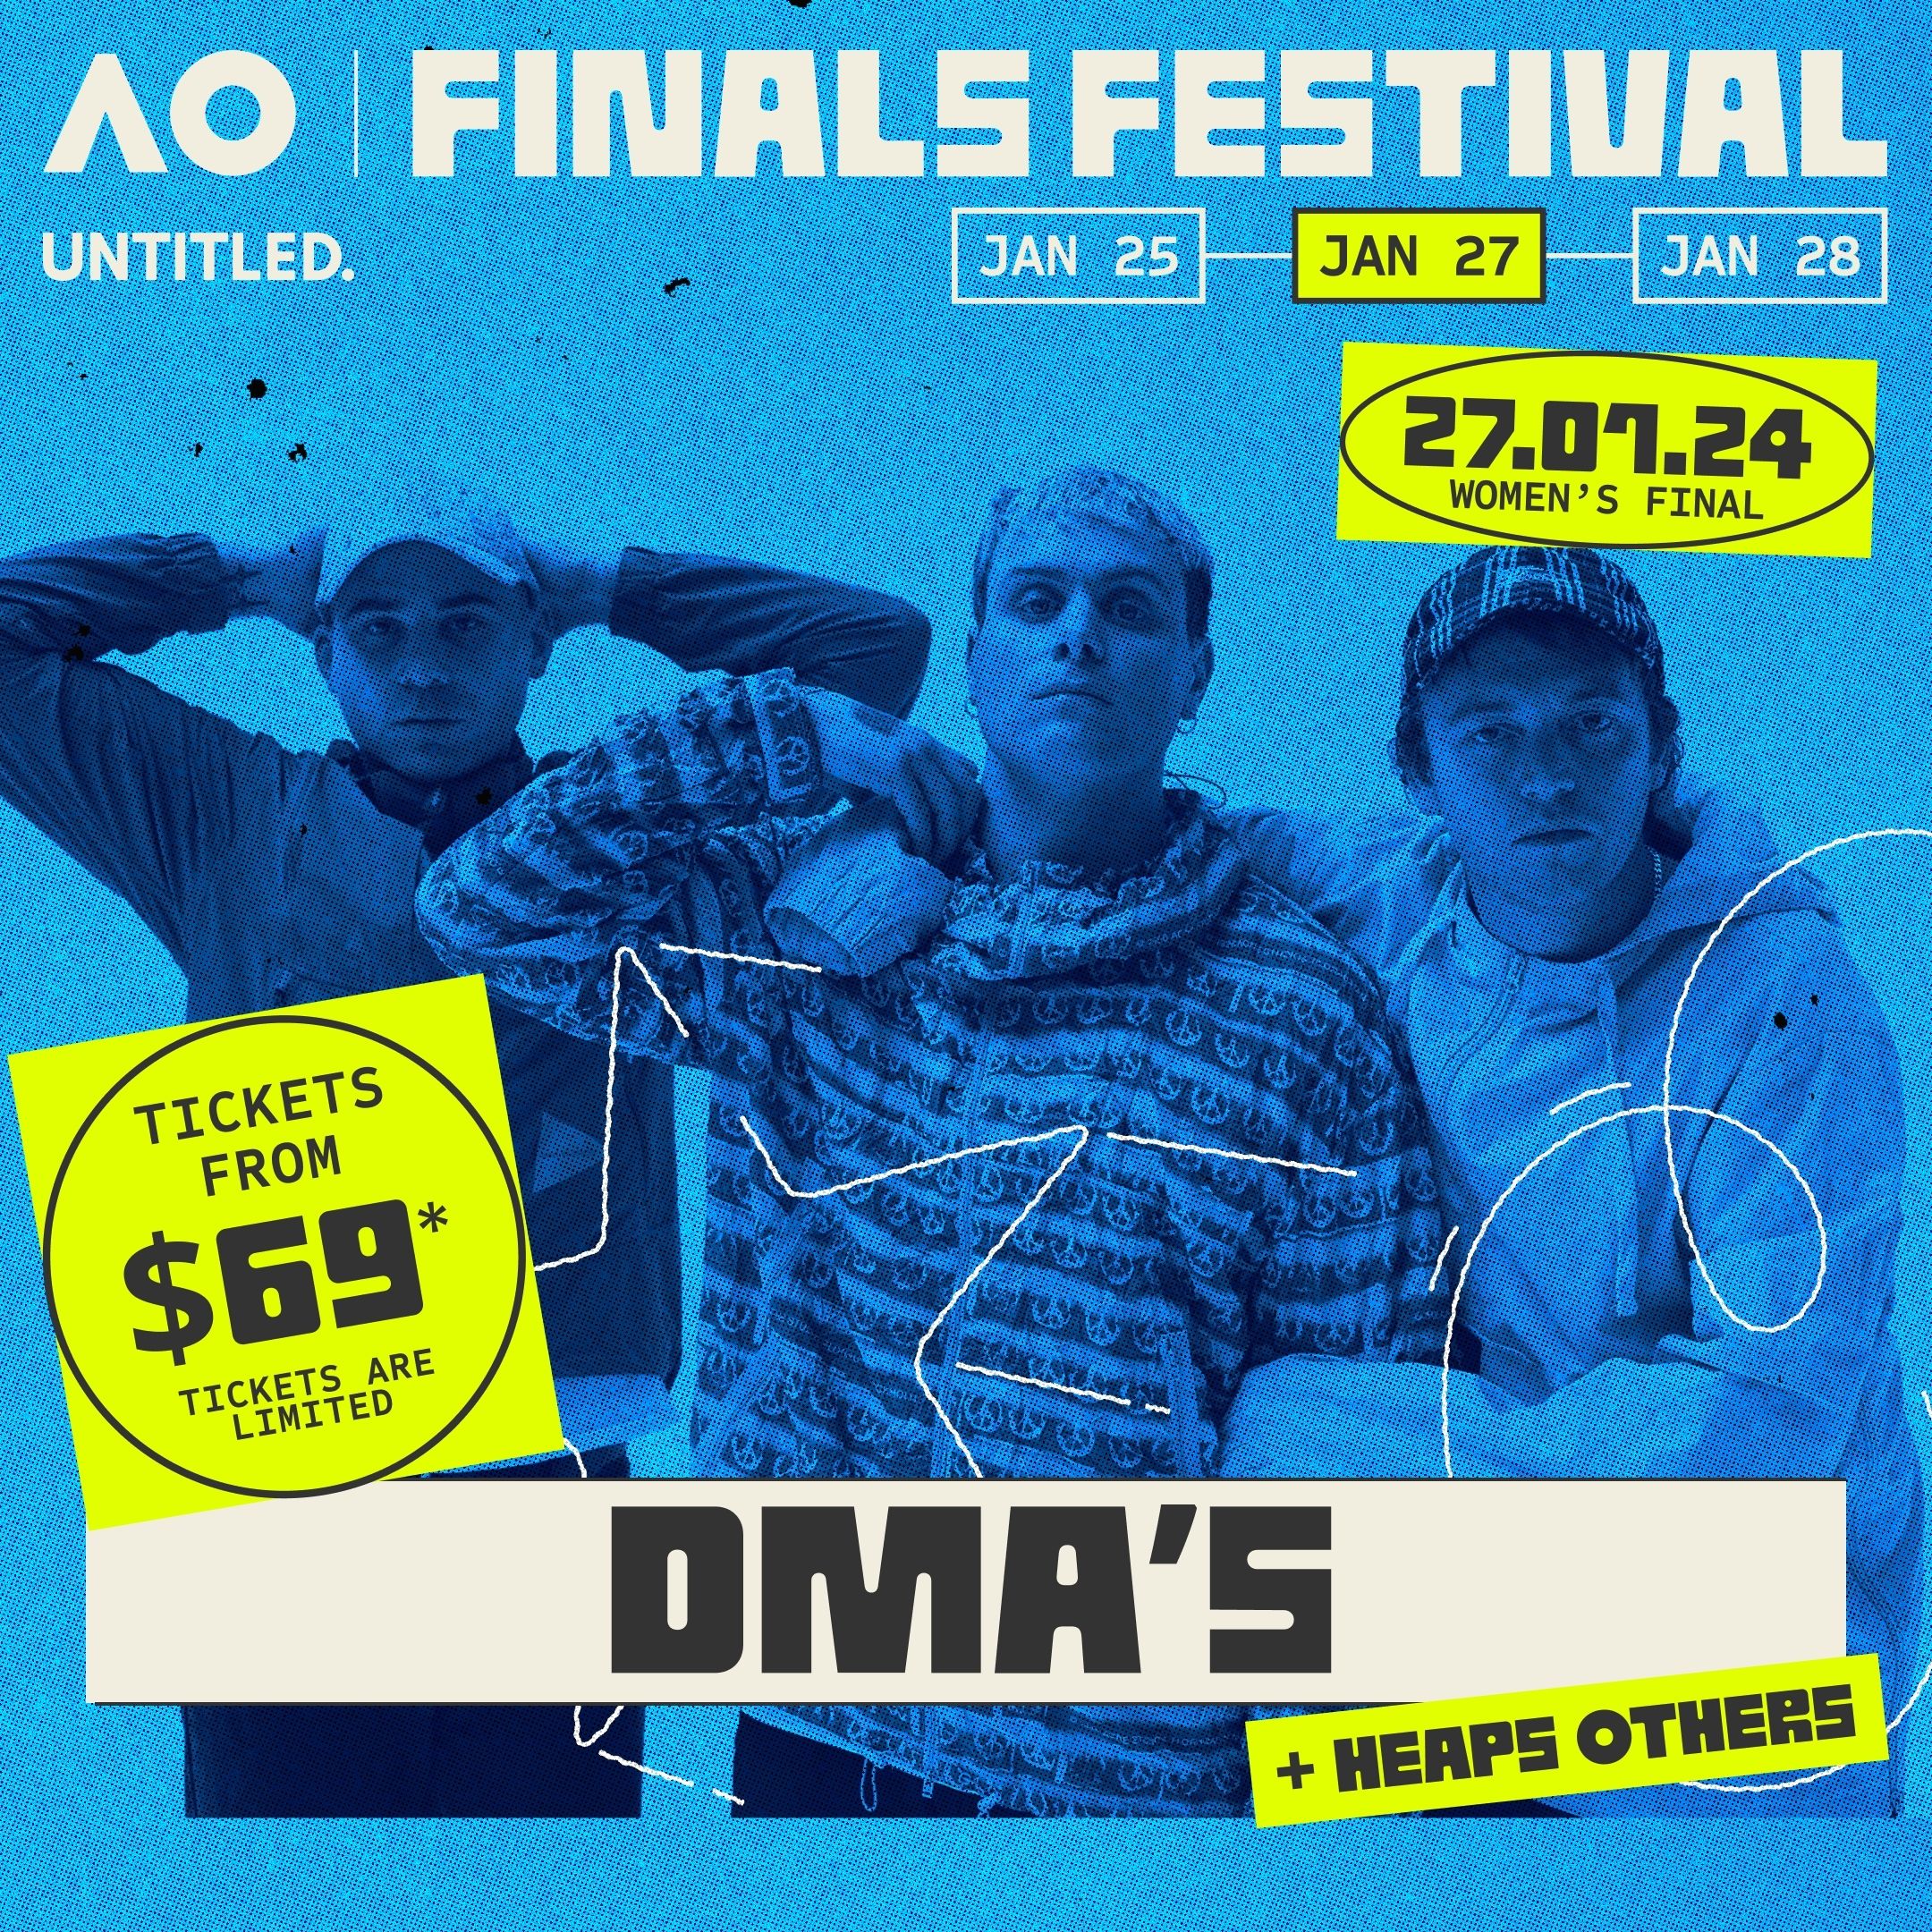 AO | FINALS FESTIVAL
UNTITLED.
JAN 25
JAN 27
JAN 28
27.01.24
WOMEN'S FINAL
TICKETS
FROM
$69*
TICKETS ARE
LIMITED
DMA'S
+ HEAPS OTHERS